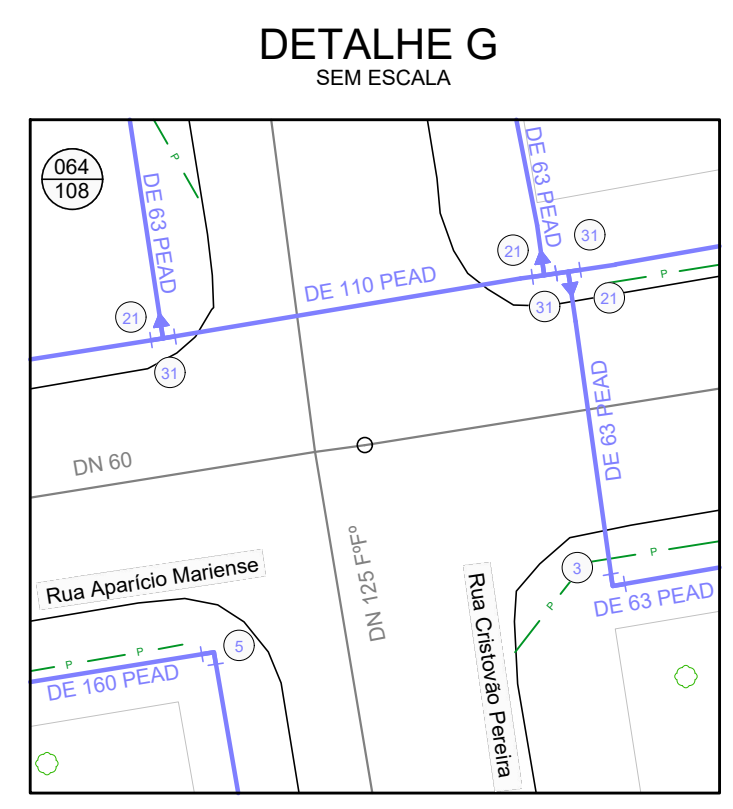 DETALHE G
SEM ESCALA
064
108
DE 63 PEAD
P
DE 63 PEAD
21
31
DE 110 PEAD
P
31
21
21
31
DE 63 PEAD
DN 60
DN 125 FºFº
Rua Aparício Mariense
Rua Cristovão Pereira
3
P
P
DE 63 PEAD
5
P
P
DE 160 PEAD